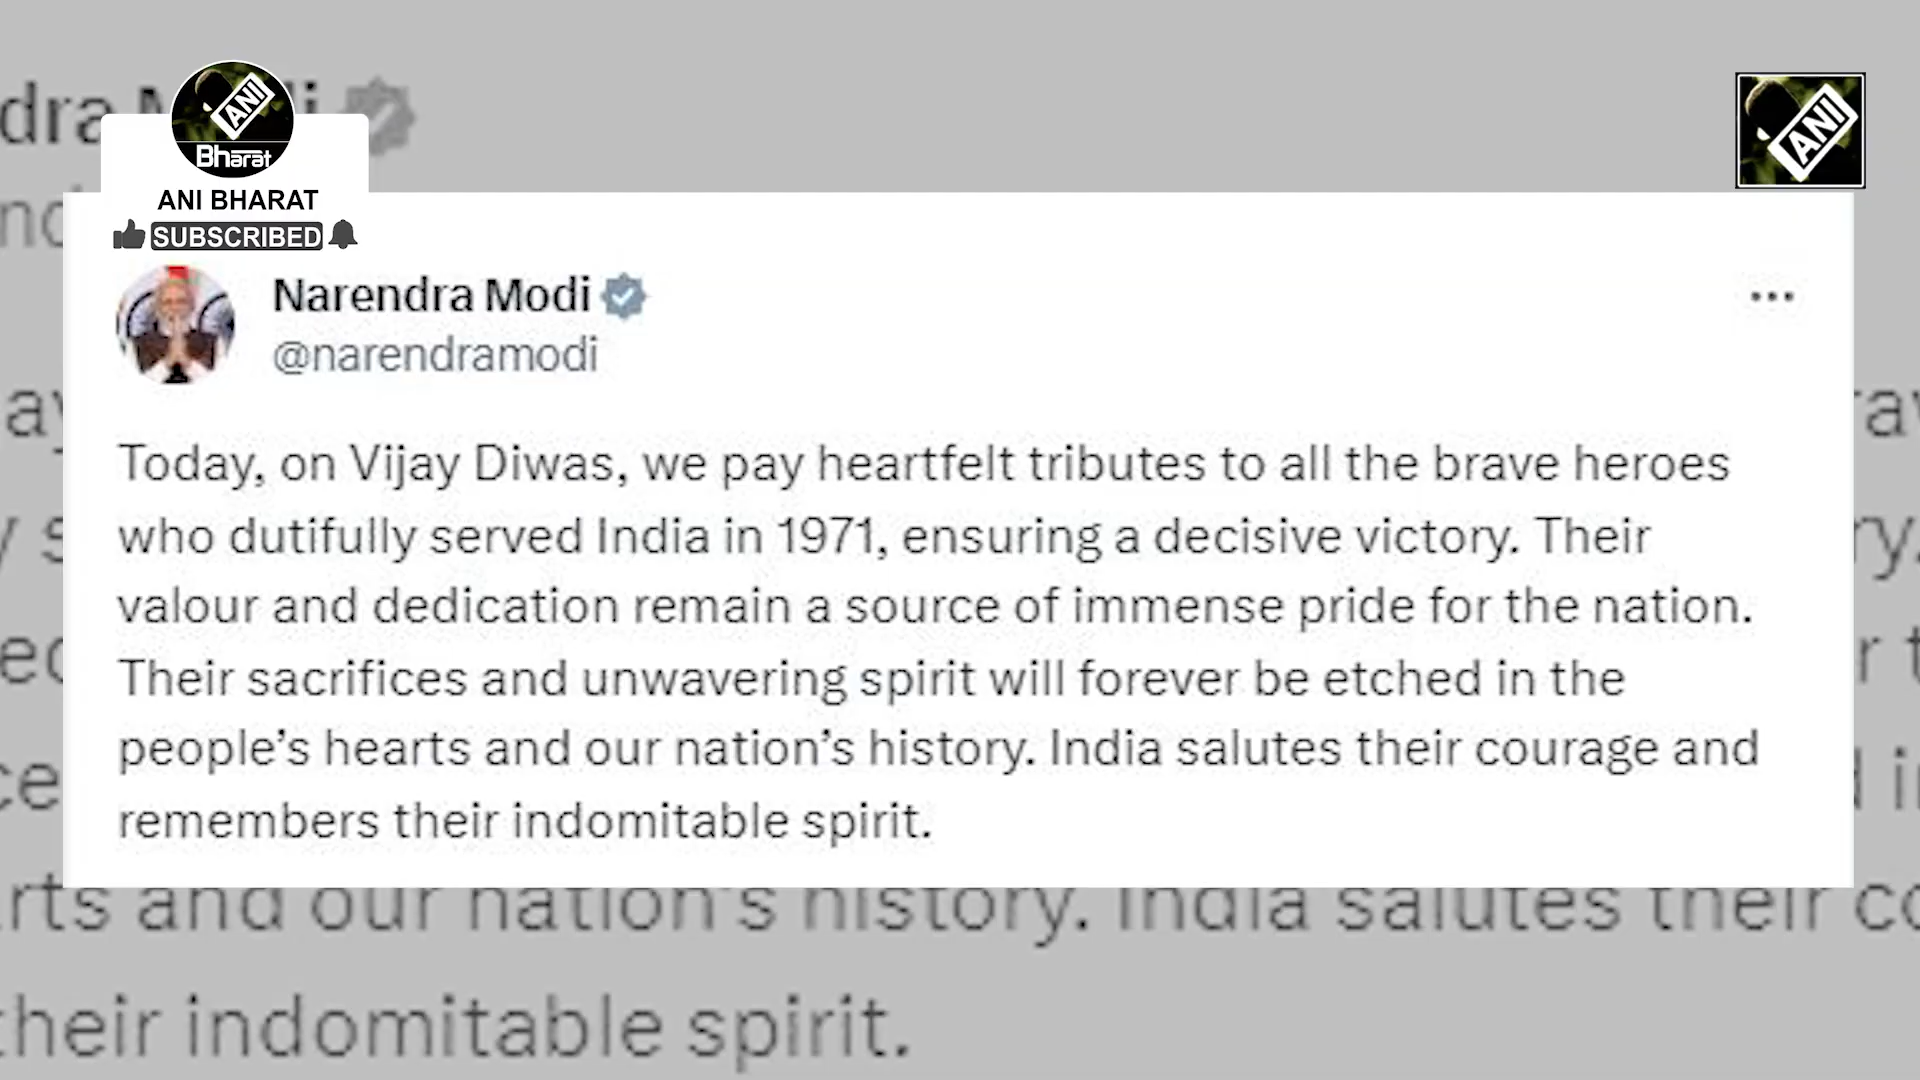 ANI
Bharat
ANI BHARAT
SUBSCRIBED
ANI
Narendra Modi
@narendramodi
Today, on Vijay Diwas, we pay heartfelt tributes to all the brave heroes
who dutifully served India in 1971, ensuring a decisive victory. Their
valour and dedication remain a source of immense pride for the nation.
Their sacrifices and unwavering spirit will forever be etched in the
people’s hearts and our nation’s history. India salutes their courage and
remembers their indomitable spirit.
and our nation's history. India salutes their
their indomitable spirit.